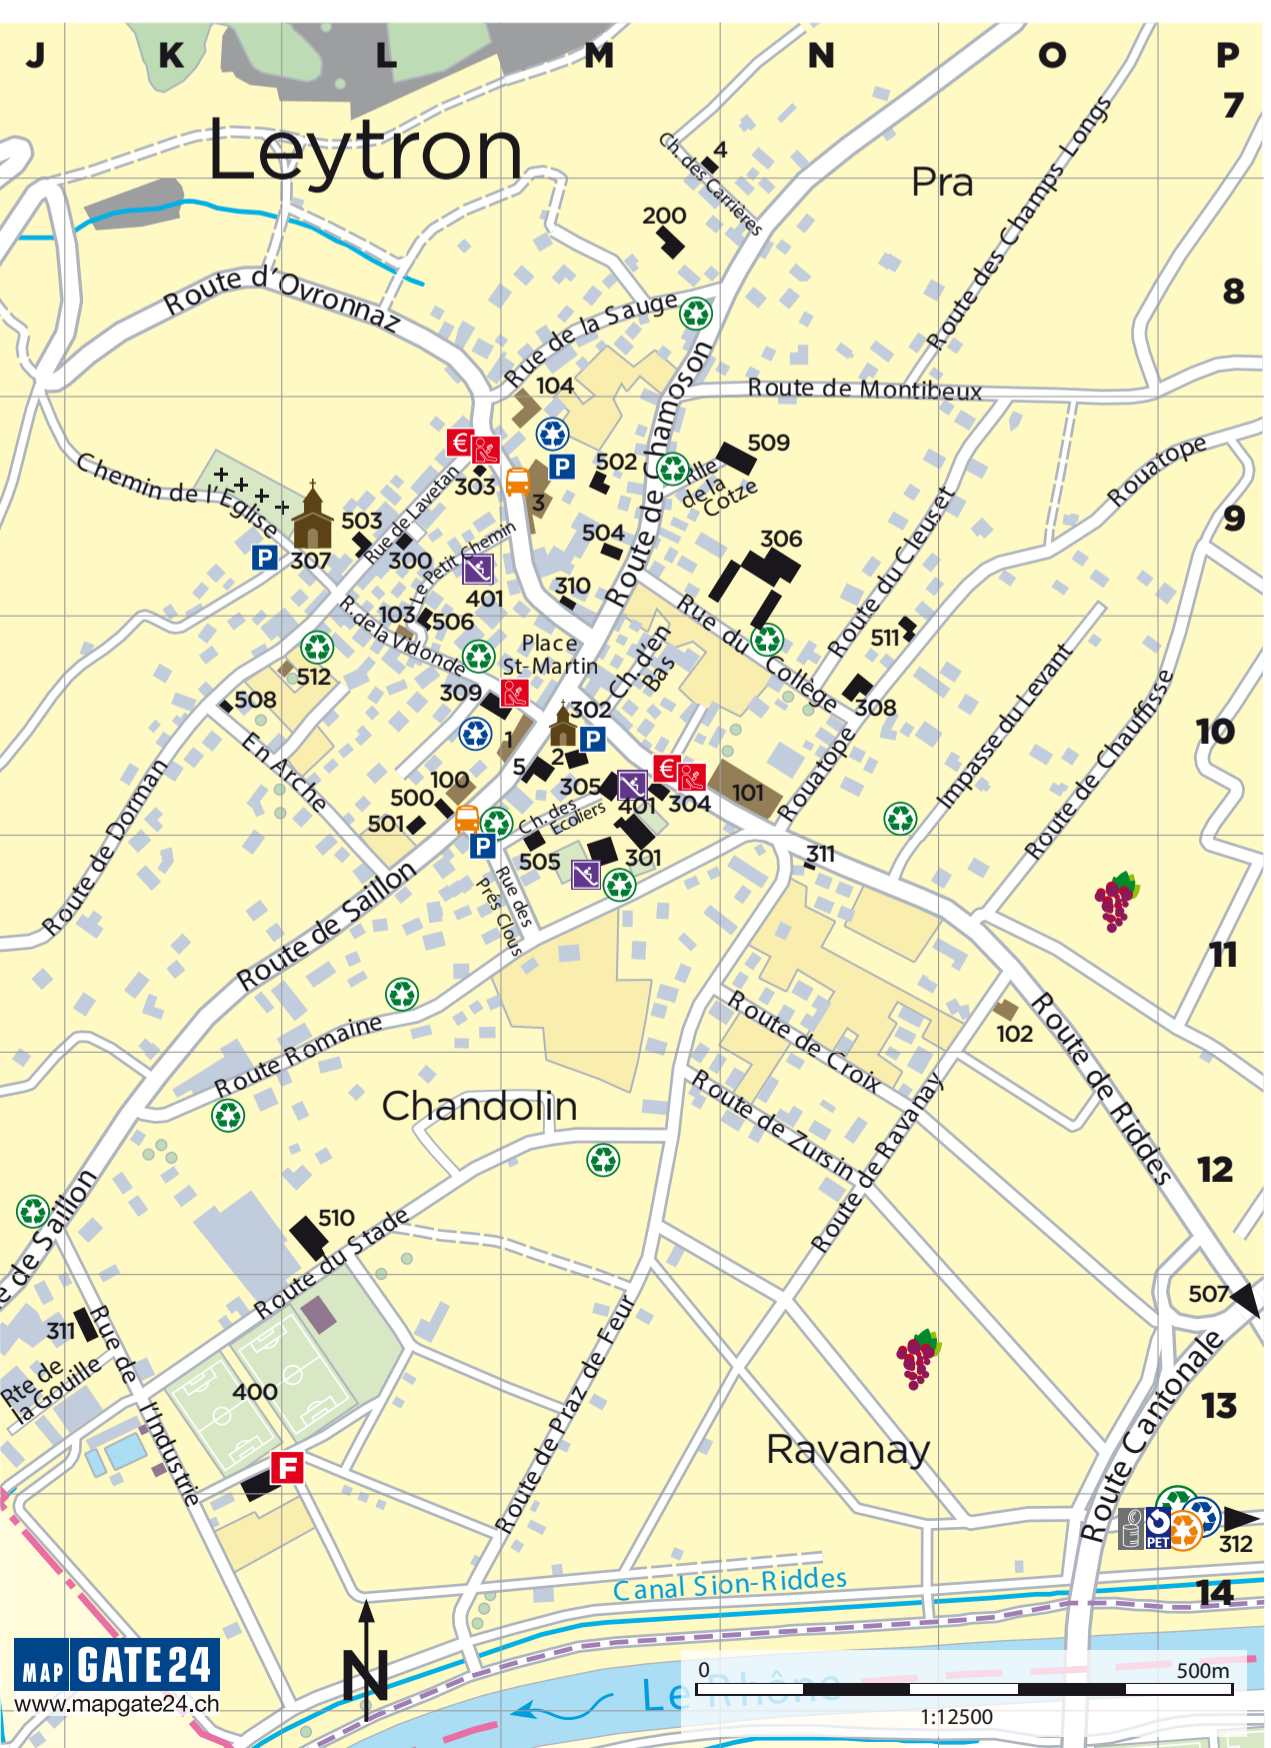 J K L M N O P
7
Leytron
4
Ch. des Carrières
Pra
200
Route des Champs Longs
Route d'Ovronnaz
8
Rue de la Sauge
104
Route de Montibeux
Route de Chamoson
509
Rouatope
Chemin de l'Eglise
€
303
P
502
Rlle
de la
Cotze
3
Rue de Lavetan
503
9
504
306
Route du Cleuset
P
307
300
Le Petit Chemin
401
310
103
506
R. de la Vidonde
Place
St-Martin
Rue du Collège
511
Ch. d'en
Bas
512
309
508
302
308
Impasse du Levant
Route de Chauffisse
10
En Arche
1
P
2
5
Rouatope
100
305
€
500
401
304
101
Route de Dorman
501
Ch. des
Ecoliers
P
505
301
311
Rue des
Prés Clous
Route de Saillon
11
Route de Croix
102
Route Romaine
Route de Riddes
Chandolin
Route de Zursin
Route de Ravanay
12
510
Route du Stade
e de Saillon
507
311
Rue de
l'Industrie
Rte de
la Gouille
400
Route de Praz de Feur
Route Cantonale
13
Ravanay
F
PET
312
Canal Sion-Riddes
14
MAP GATE24
www.mapgate24.ch
N
Le Rhône
0 500m
1:12500